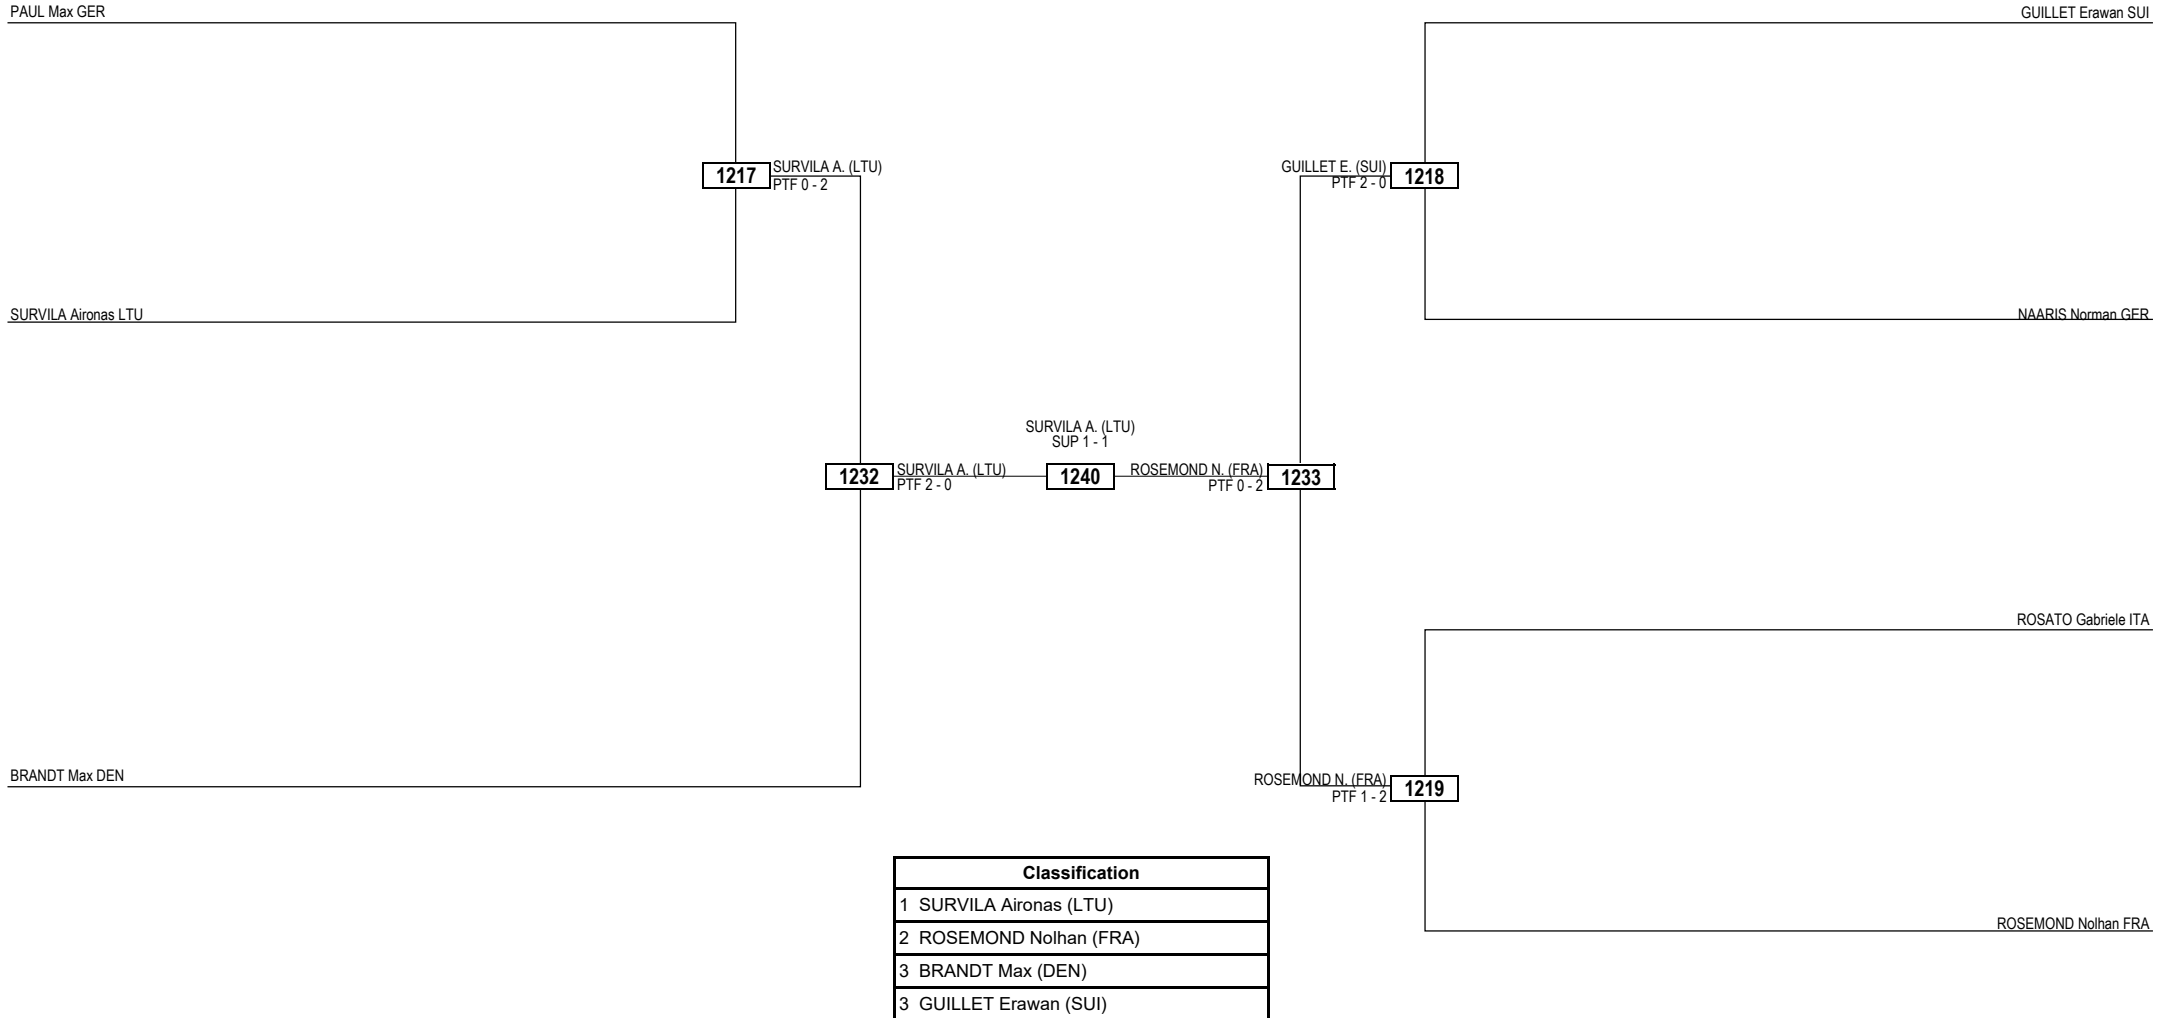 PAUL Max GER
GUILLET Erawan SUI
1217
SURVILA A. (LTU)
PTF 0 - 2
GUILLET E. (SUI)
PTF 2 - 0
1218
SURVILA Aironas LTU
NAARIS Norman GER
SURVILA A. (LTU)
SUP 1 - 1
1232
SURVILA A. (LTU)
PTF 2 - 0
1240
ROSEMOND N. (FRA)
PTF 0 - 2
1233
ROSATO Gabriele ITA
BRANDT Max DEN
ROSEMOND N. (FRA)
PTF 1 - 2
1219
ROSEMOND Nolhan FRA
Classification
1 SURVILA Aironas (LTU)
2 ROSEMOND Nolhan (FRA)
3 BRANDT Max (DEN)
3 GUILLET Erawan (SUI)